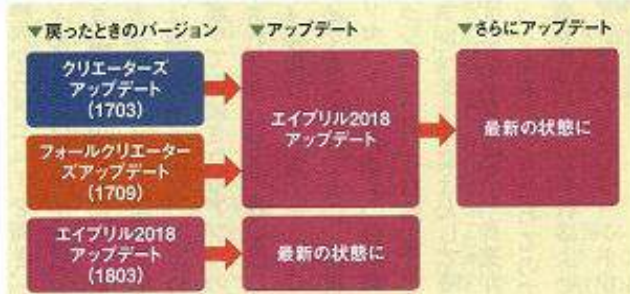 ▼戻ったときのバージョン
▼アップデート
▼さらにアップデート
クリエーターズ
アップデート
(1703)
フォールクリエーター
ズアップデート
(1709)
エイプリル2018
アップデート
(1803)
エイプリル2018
アップデート
最新の状態に
最新の状態に